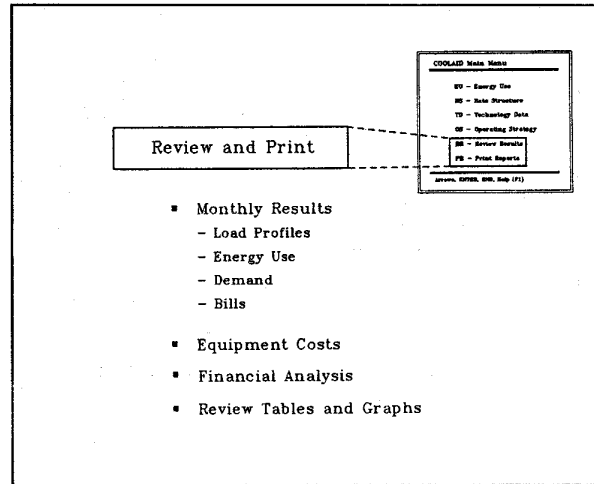 COOLAID Main Menu
EU - Energy Use
RS - Rate Structure
TD - Technology Data
OS - Operating Strategy
RR - Review Results
PR - Print Reports
Arrows, ENTER, END, Help (F1)
Review and Print
▪ Monthly Results
- Load Profiles
- Energy Use
- Demand
- Bills
▪ Equipment Costs
▪ Financial Analysis
▪ Review Tables and Graphs